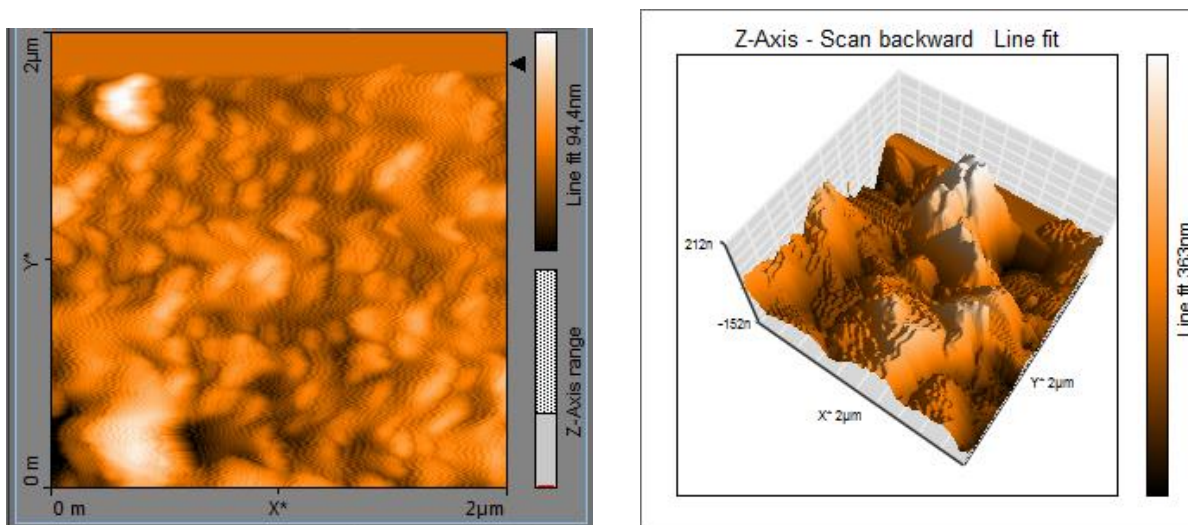 2µm
Y*
0 m
0 m
X*
2µm
Line fit 94,4nm
Z-Axis range
Z-Axis - Scan backward Line fit
212n
-152n
X* 2µm
Y* 2µm
Line fit 363nm